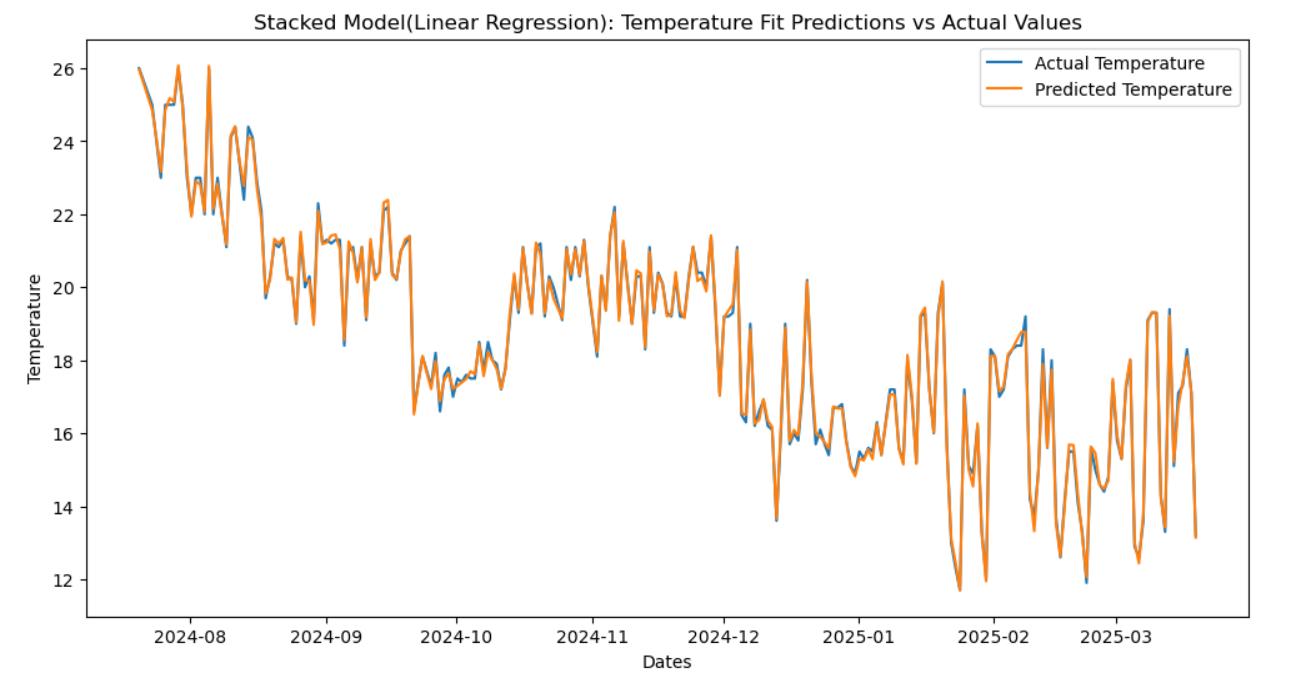 Stacked Model(Linear Regression): Temperature Fit Predictions vs Actual Values
Actual Temperature
Predicted Temperature
26
24
22
20
18
16
14
12
Temperature
2024-08 2024-09 2024-10 2024-11 2024-12 2025-01 2025-02 2025-03
Dates